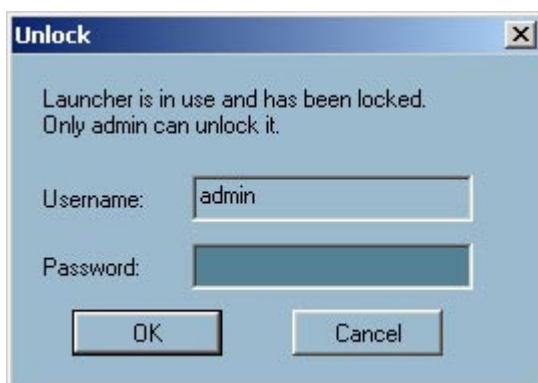 Unlock
Launcher is in use and has been locked.
Only admin can unlock it.
Username: admin
Password:
OK Cancel